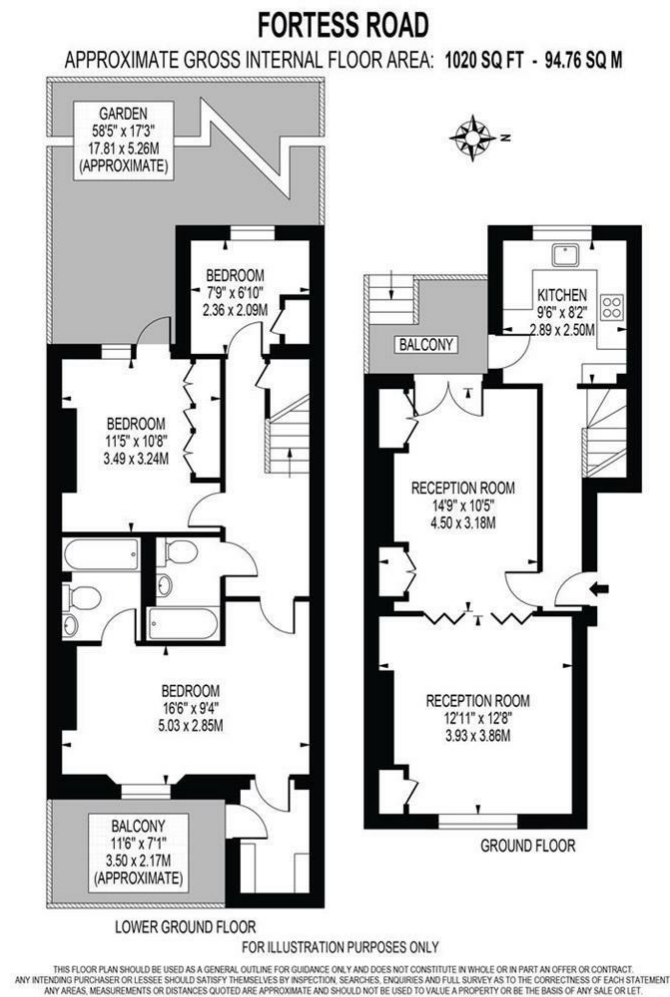 FORTESS ROAD
APPROXIMATE GROSS INTERNAL FLOOR AREA: 1020 SQ FT - 94.76 SQ M
GARDEN
58'5" x 17'3"
17.81 x 5.26M
(APPROXIMATE)
N
BEDROOM
7'9" x 6'10"
2.36 x 2.09M
KITCHEN
9'6" x 8'2"
2.89 x 2.50M
BALCONY
BEDROOM
11'5" x 10'8"
3.49 x 3.24M
RECEPTION ROOM
14'9" x 10'5"
4.50 x 3.18M
BEDROOM
16'6" x 9'4"
5.03 x 2.85M
RECEPTION ROOM
12'11" x 12'8"
3.93 x 3.86M
BALCONY
11'6" x 7'1"
3.50 x 2.17M
(APPROXIMATE)
GROUND FLOOR
LOWER GROUND FLOOR
FOR ILLUSTRATION PURPOSES ONLY
THIS FLOOR PLAN SHOULD BE USED AS A GENERAL OUTLINE FOR GUIDANCE ONLY AND DOES NOT CONSTITUTE IN WHOLE OR IN PART AN OFFER OR CONTRACT.
ANY INTENDING PURCHASER OR LESSEE SHOULD SATISFY THEMSELVES BY INSPECTION, SEARCHES, ENQUIRIES AND FULL SURVEY AS TO THE CORRECTNESS OF EACH STATEMENT
ANY AREAS, MEASUREMENTS OR DISTANCES QUOTED ARE APPROXIMATE AND SHOULD NOT BE USED TO VALUE A PROPERTY OR BE THE BASIS OF ANY SALE OR LET.